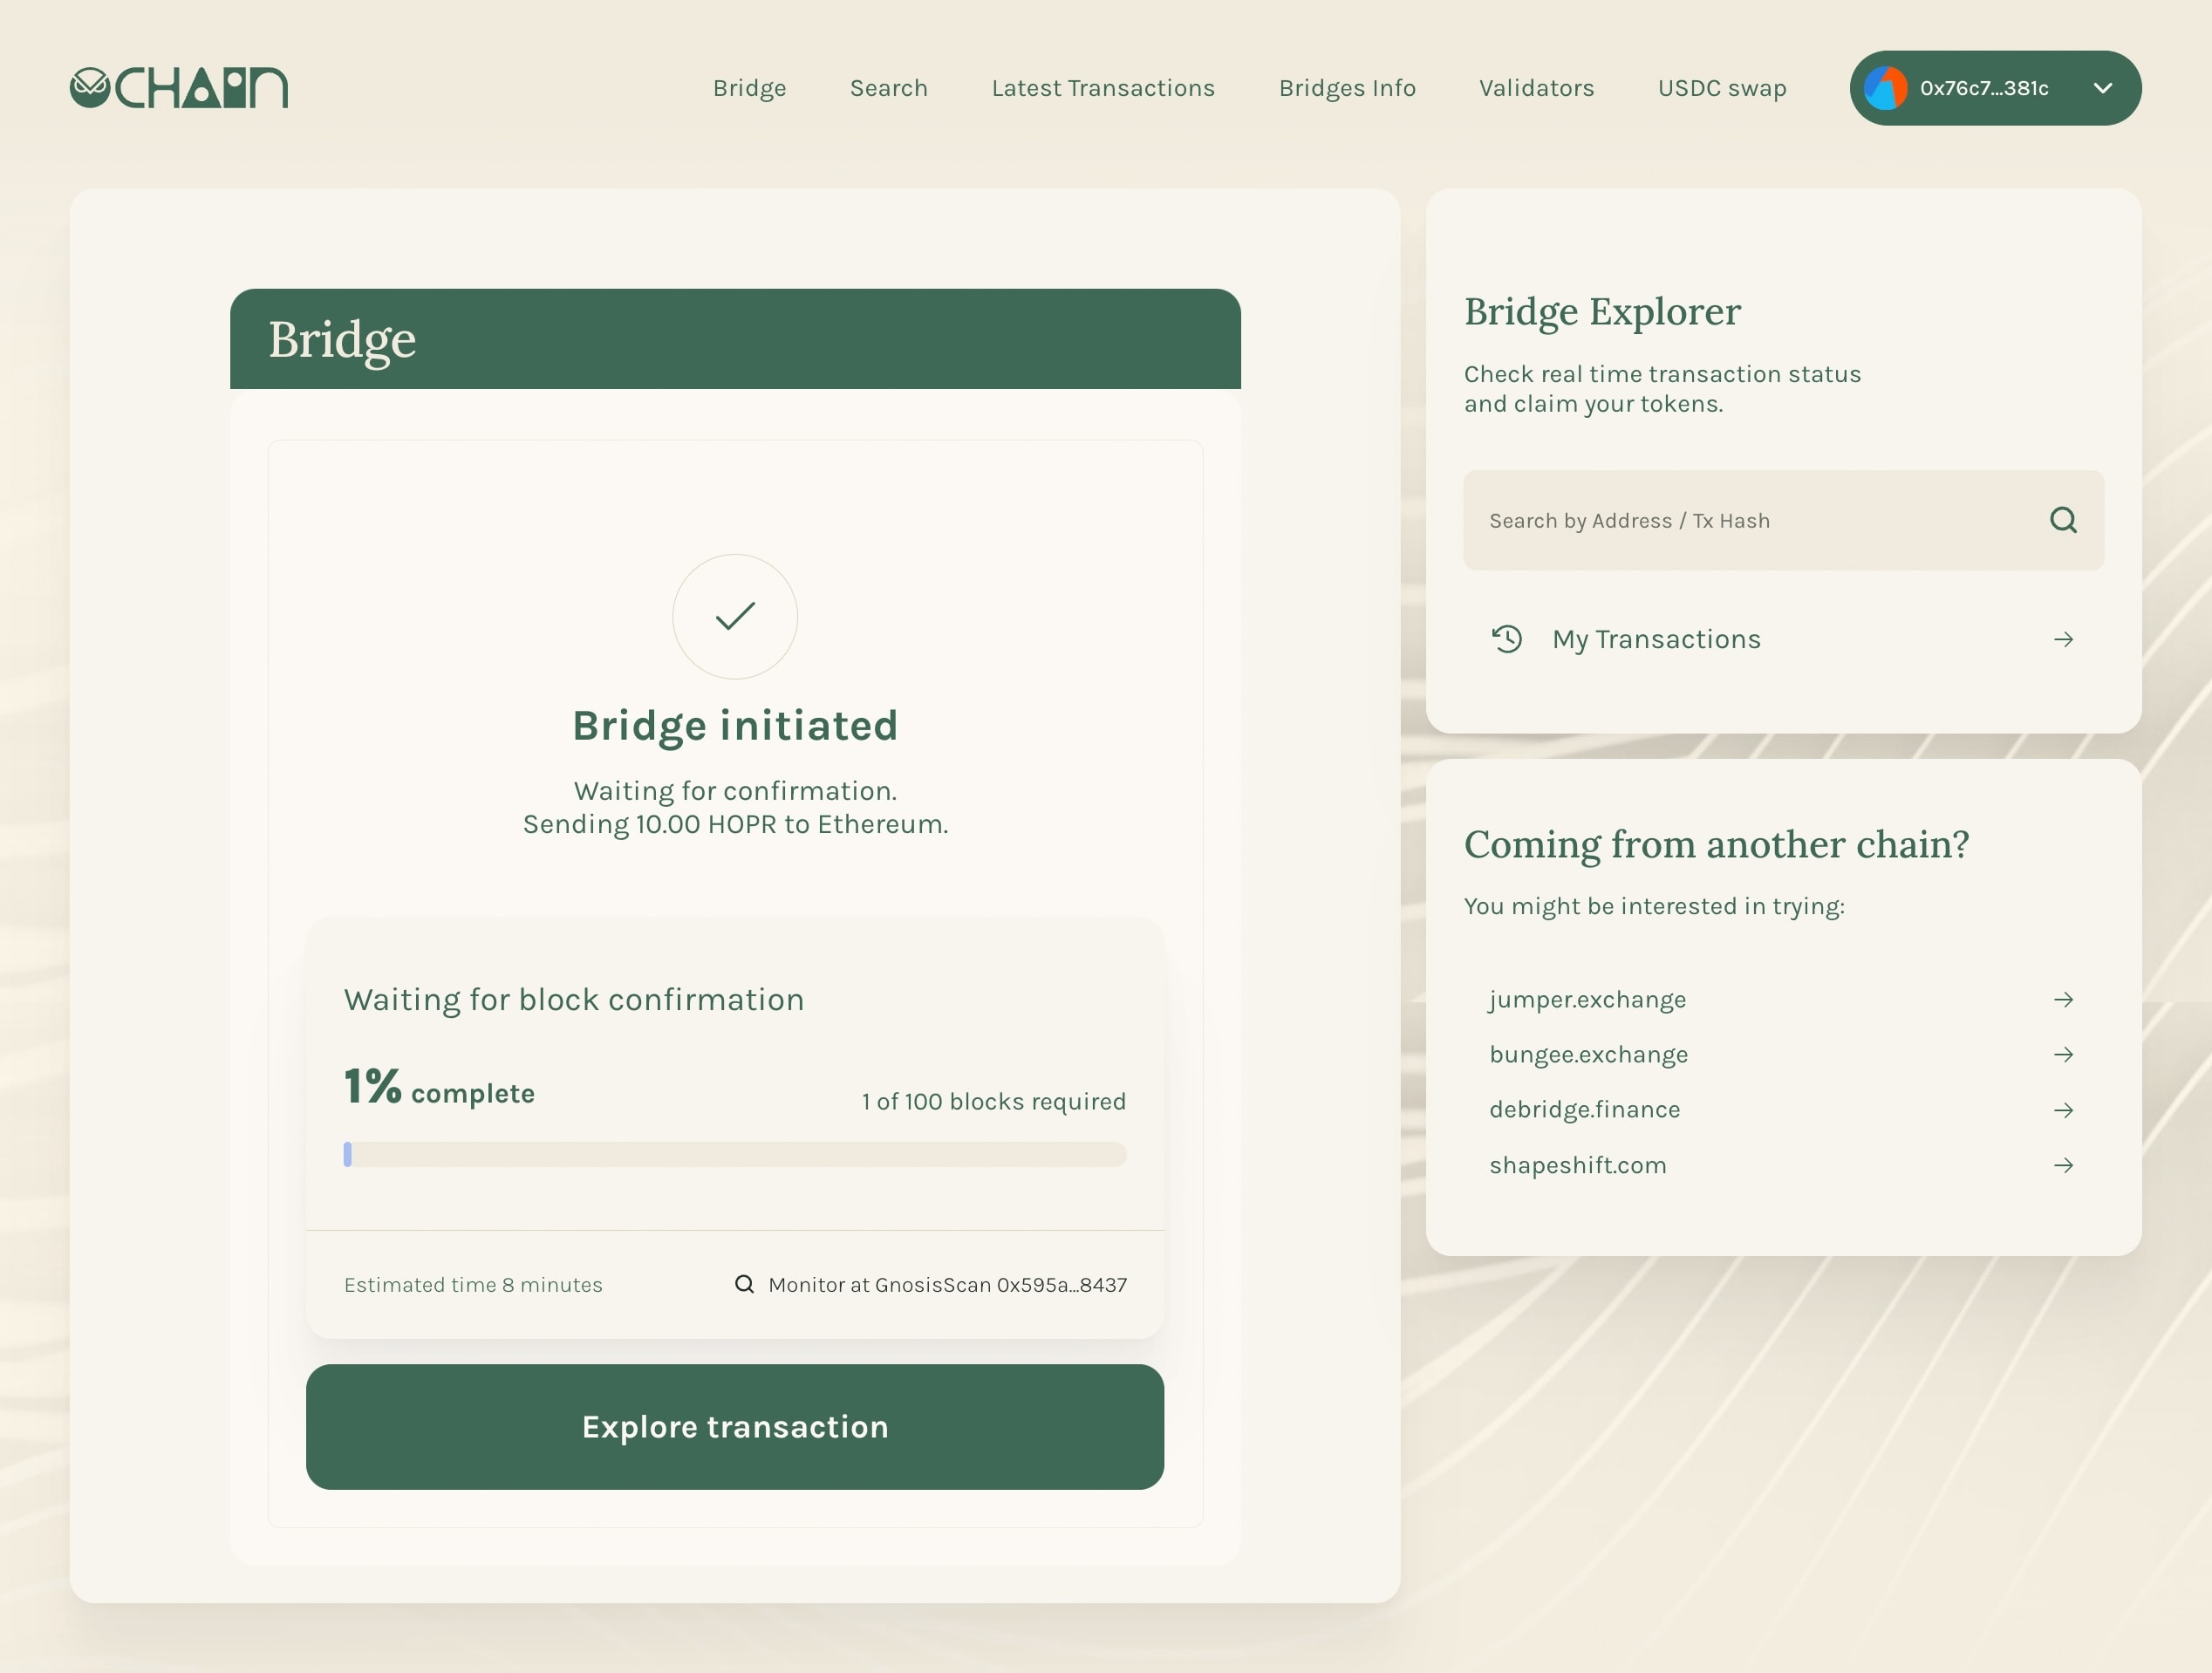 CHAIN
Bridge
Search
Latest Transactions
Bridges Info
Validators
USDC swap
0x76c7...381c
Bridge
Bridge initiated
Waiting for confirmation.
Sending 10.00 HOPR to Ethereum.
Waiting for block confirmation
1% complete
1 of 100 blocks required
Estimated time 8 minutes
Monitor at GnosisScan 0x595a...8437
Explore transaction
Bridge Explorer
Check real time transaction status
and claim your tokens.
Search by Address / Tx Hash
My Transactions
Coming from another chain?
You might be interested in trying:
jumper.exchange
bungee.exchange
debridge.finance
shapeshift.com